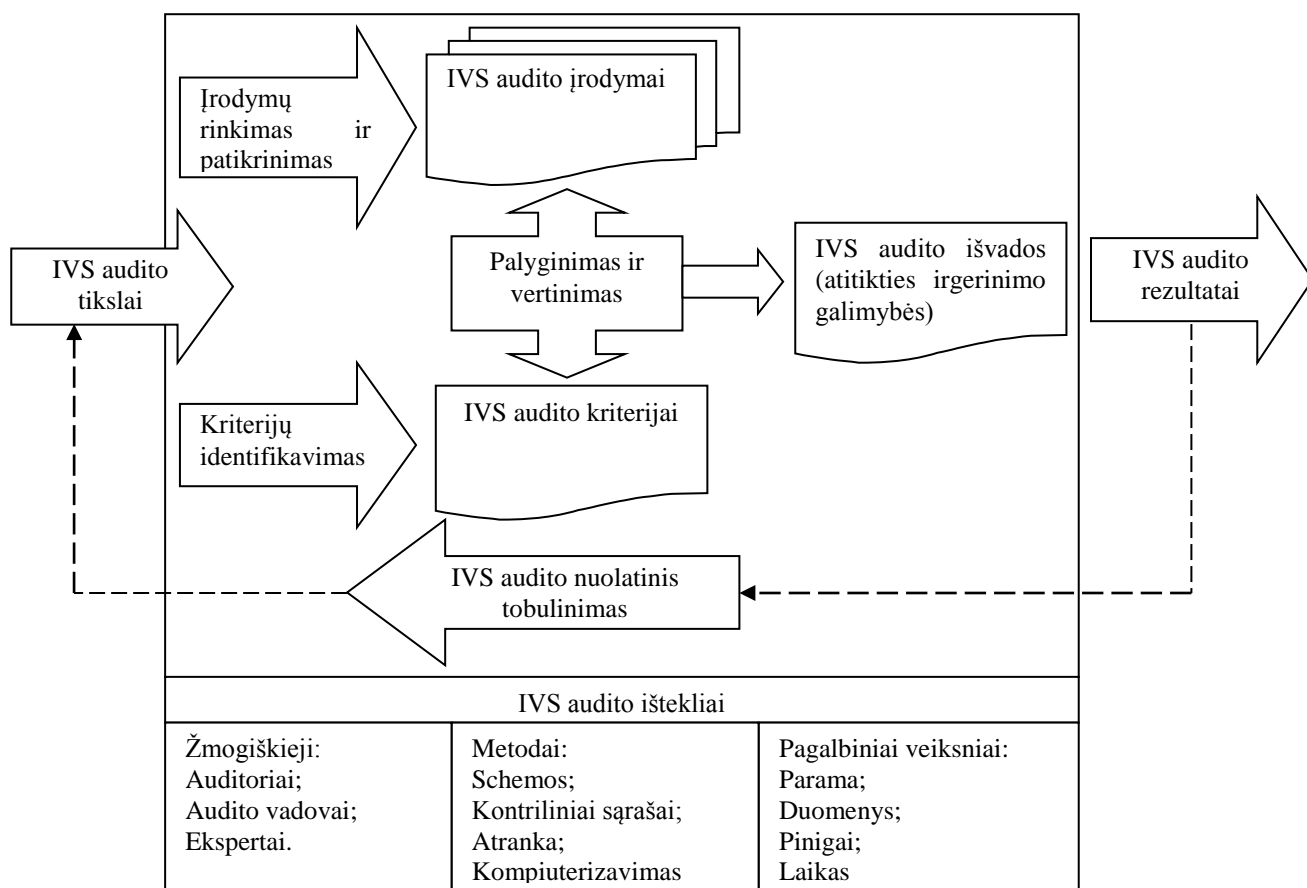 IVS audito įrodymai
Įrodymų
rinkimas ir
patikrinimas
IVS audito
tikslai
Palyginimas ir
vertinimas
IVS audito išvados
(atitikties irgerinimo
galimybės)
IVS audito
rezultatai
IVS audito kriterijai
Kriterijų
identifikavimas
IVS audito nuolatinis
tobulinimas
IVS audito ištekliai
Žmogiškieji:
Auditoriai;
Audito vadovai;
Ekspertai.
Metodai:
Schemos;
Kontriliniai sąrašai;
Atranka;
Kompiuterizavimas
Pagalbiniai veiksniai:
Parama;
Duomenys;
Pinigai;
Laikas